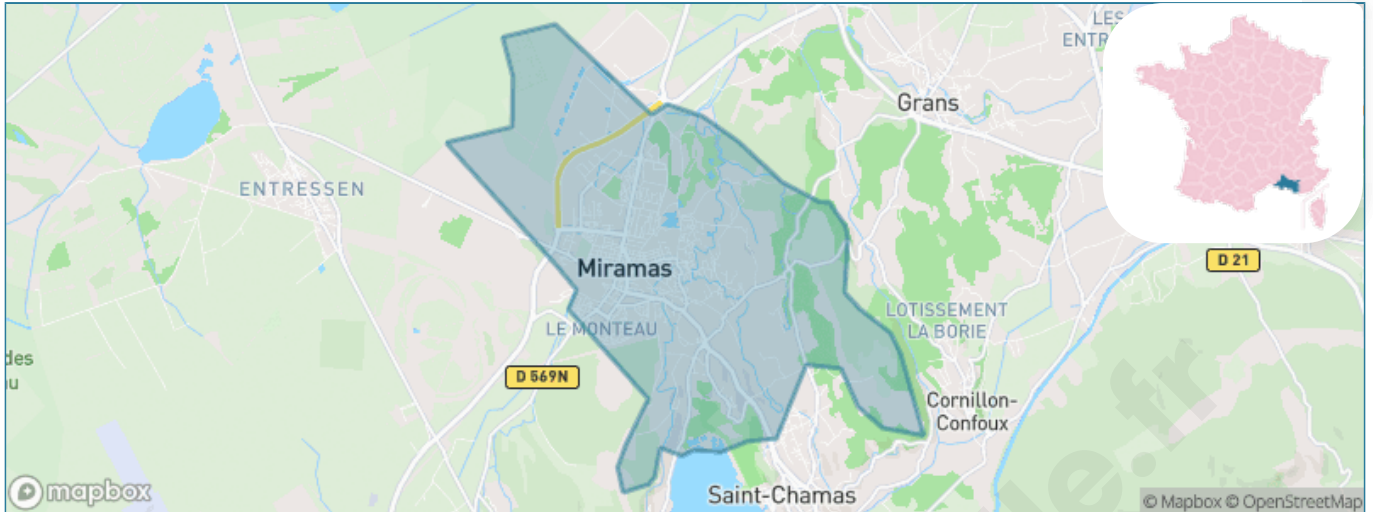 LES
ENTR
Grans
ENTRESSEN
D 21
Miramas
LOTISSEMENT
LA BORIE
LE MONTEAU
des
au
D 569N
Cornillon-
Confoux
Saint-Chamas
mapbox
© Mapbox © OpenStreetMap